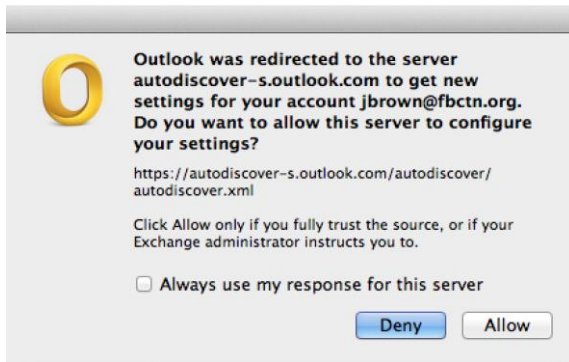 Outlook was redirected to the server
autodiscover-s.outlook.com to get new
settings for your account jbrown@fbctn.org.
Do you want to allow this server to configure
your settings?
https://autodiscover-s.outlook.com/autodiscover/
autodiscover.xml
Click Allow only if you fully trust the source, or if your
Exchange administrator instructs you to.
Always use my response for this server
Deny
Allow